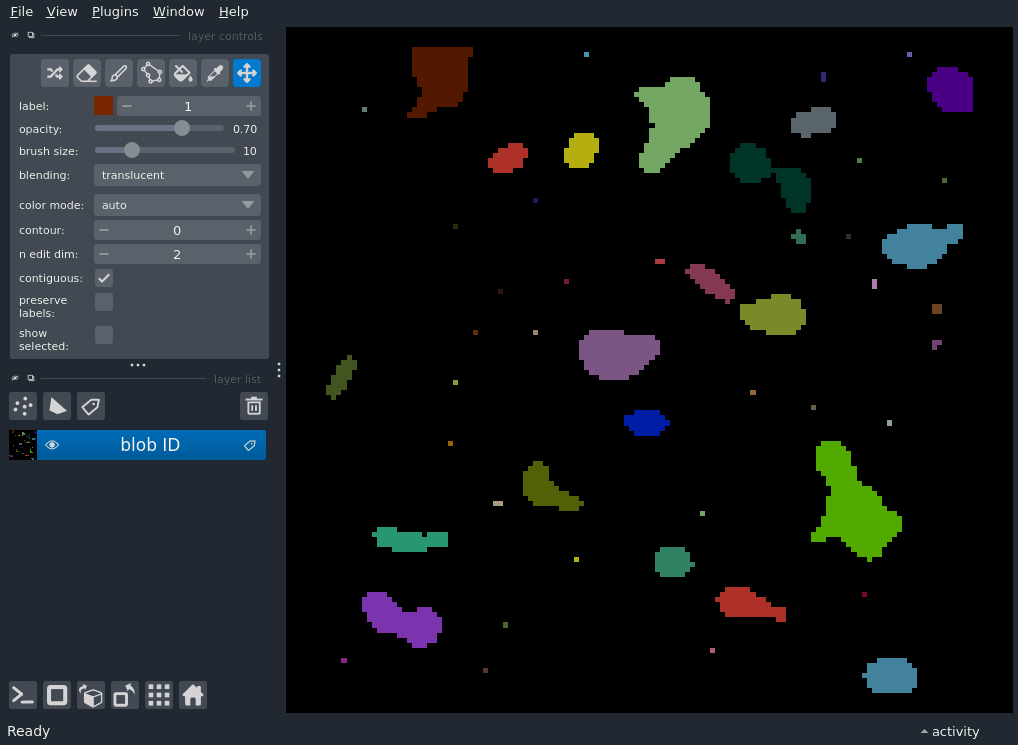 File View Plugins Window Help
layer controls
label: 1
opacity: 0.70
brush size: 10
blending: translucent
color mode: auto
contour: 0
n edit dim: 2
contiguous:
preserve
labels:
show
selected:
layer list
blob ID
Ready
activity